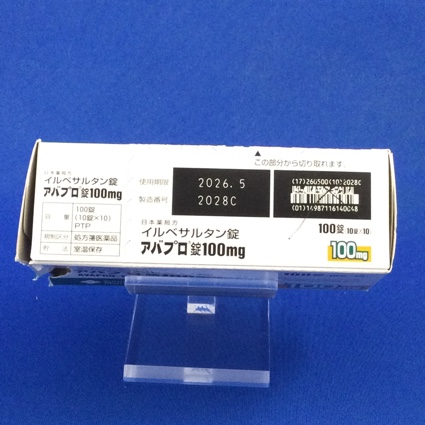 この部分から切り取れます。
日本薬局方
イルベサルタン錠
アバプロ錠100mg
容量
100錠
(10錠×10)
PTP
規制区分
処方箋医薬品
貯法
室温保存
使用期限
2026.5
製造番号
2028C
(17)260500(10)2028C
(01)14987116140048
日本薬局方
イルベサルタン錠
アバプロ錠100mg
100錠 10錠×10
100mg